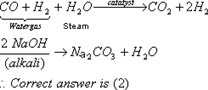 CO + H₂ + H₂O catalyst→ CO₂ + 2H₂
Watergas Steam
2 NaOH (alkali) → Na₂CO₃ + H₂O
∴ Correct answer is (2)